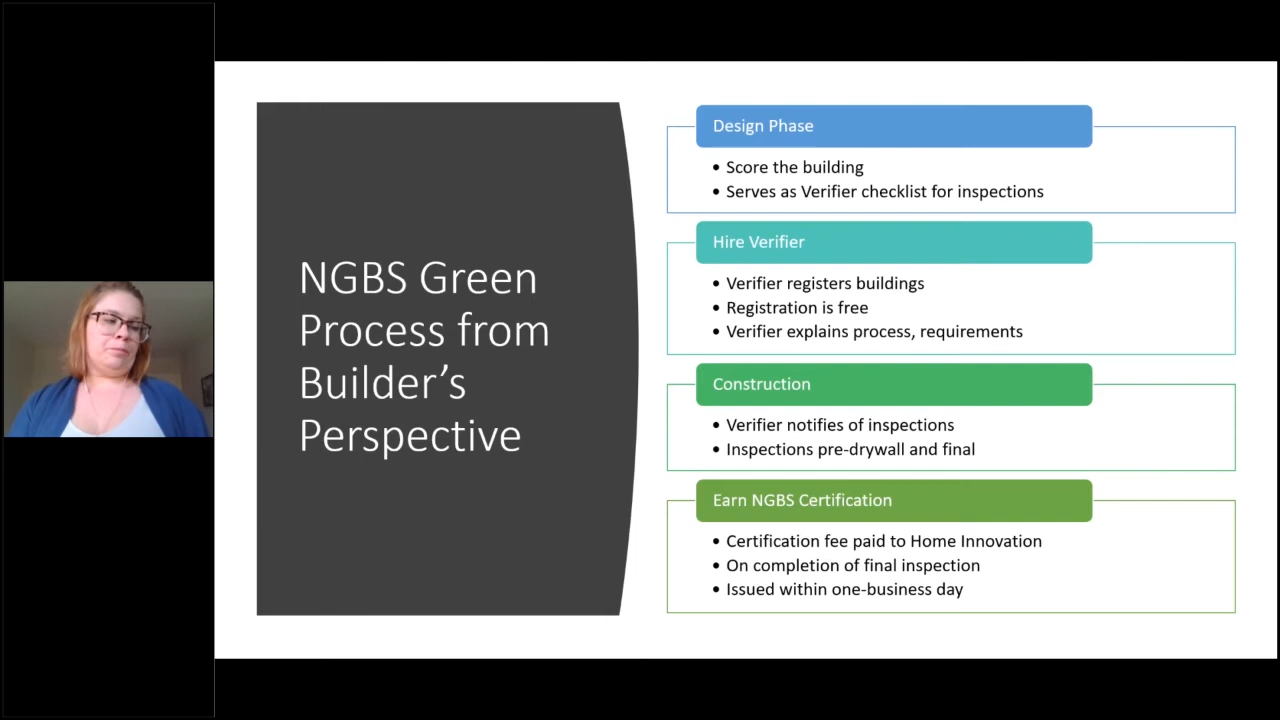 NGBS Green
Process from
Builder’s
Perspective
Design Phase
• Score the building
• Serves as Verifier checklist for inspections
Hire Verifier
• Verifier registers buildings
• Registration is free
• Verifier explains process, requirements
Construction
• Verifier notifies of inspections
• Inspections pre-drywall and final
Earn NGBS Certification
• Certification fee paid to Home Innovation
• On completion of final inspection
• Issued within one-business day